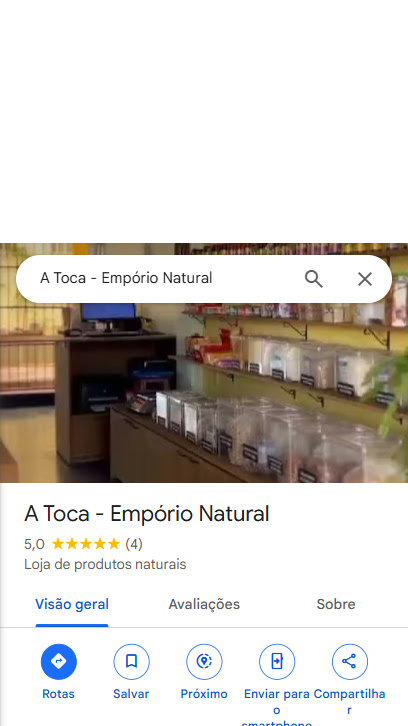 A Toca - Empório Natural
A Toca - Empório Natural
5,0 ★★★★★ (4)
Loja de produtos naturais
Visão geral Avaliações Sobre
Rotas Salvar Próximo Enviar para o smartphone Compartilhar